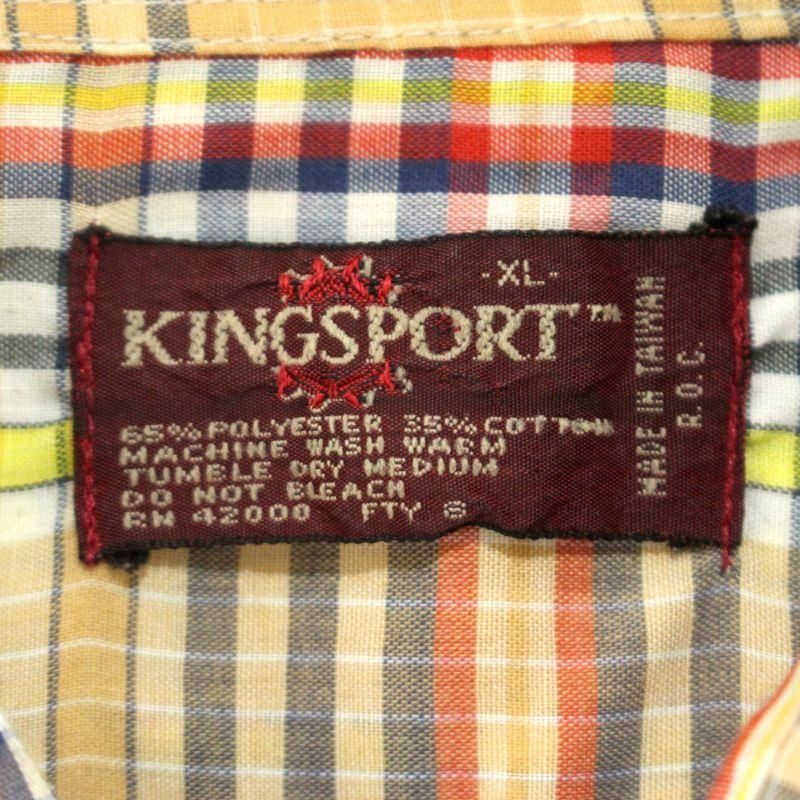 -XL-
KINGSPORT™
65% POLYESTER 35% COTTON
MACHINE WASH WARM
TUMBLE DRY MEDIUM
DO NOT BLEACH
RN 42000 FTY
MADE IN TAIWAN
R.O.C.